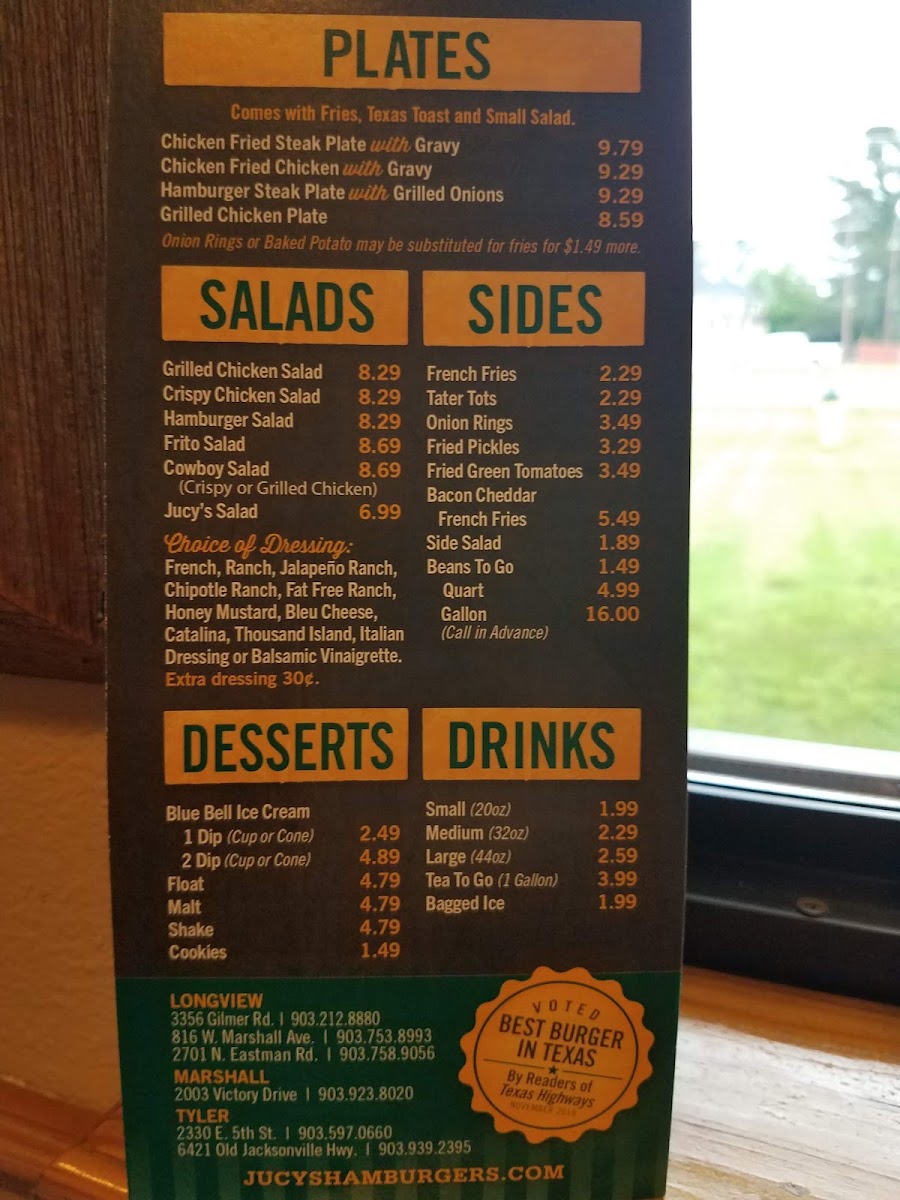 PLATES
Comes with Fries, Texas Toast and Small Salad.
Chicken Fried Steak Plate with Gravy 9.79
Chicken Fried Chicken with Gravy 9.29
Hamburger Steak Plate with Grilled Onions 9.29
Grilled Chicken Plate 8.59
Onion Rings or Baked Potato may be substituted for fries for $1.49 more.
SALADS
Grilled Chicken Salad 8.29
Crispy Chicken Salad 8.29
Hamburger Salad 8.29
Frito Salad 8.69
Cowboy Salad 8.69
(Crispy or Grilled Chicken)
Jucy's Salad 6.99
Choice of Dressing:
French, Ranch, Jalapeño Ranch,
Chipotle Ranch, Fat Free Ranch,
Honey Mustard, Bleu Cheese,
Catalina, Thousand Island, Italian
Dressing or Balsamic Vinaigrette.
Extra dressing 30¢.
SIDES
French Fries 2.29
Tater Tots 2.29
Onion Rings 3.49
Fried Pickles 3.29
Fried Green Tomatoes 3.49
Bacon Cheddar
French Fries 5.49
Side Salad 1.89
Beans To Go 1.49
Quart 4.99
Gallon 16.00
(Call in Advance)
DESSERTS
Blue Bell Ice Cream
1 Dip (Cup or Cone) 2.49
2 Dip (Cup or Cone) 4.89
Float 4.79
Malt 4.79
Shake 4.79
Cookies 1.49
DRINKS
Small (20oz) 1.99
Medium (32oz) 2.29
Large (44oz) 2.59
Tea To Go (1 Gallon) 3.99
Bagged Ice 1.99
LONGVIEW
3356 Gilmer Rd. | 903.212.8880
816 W. Marshall Ave. | 903.753.8993
2701 N. Eastman Rd. | 903.758.9056
MARSHALL
2003 Victory Drive | 903.923.8020
TYLER
2330 E. 5th St. | 903.597.0660
6421 Old Jacksonville Hwy. | 903.939.2395
VOTED
BEST BURGER
IN TEXAS
By Readers of
Texas Highways
NOVEMBER
JUCYSHAMBURGERS.COM